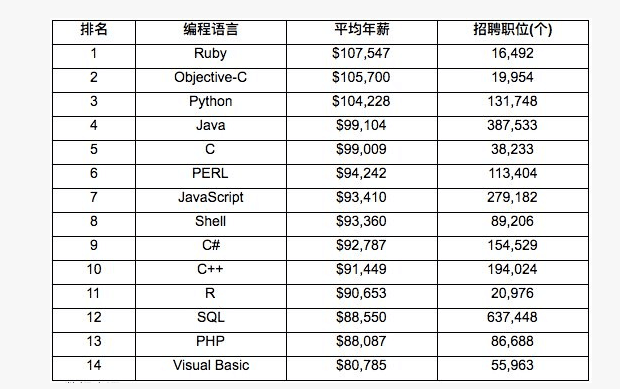 排名 编程语言 平均年薪 招聘职位(个)
1 Ruby $107,547 16,492
2 Objective-C $105,700 19,954
3 Python $104,228 131,748
4 Java $99,104 387,533
5 C $99,009 38,233
6 PERL $94,242 113,404
7 JavaScript $93,410 279,182
8 Shell $93,360 89,206
9 C# $92,787 154,529
10 C++ $91,449 194,024
11 R $90,653 20,976
12 SQL $88,550 637,448
13 PHP $88,087 86,688
14 Visual Basic $80,785 55,963